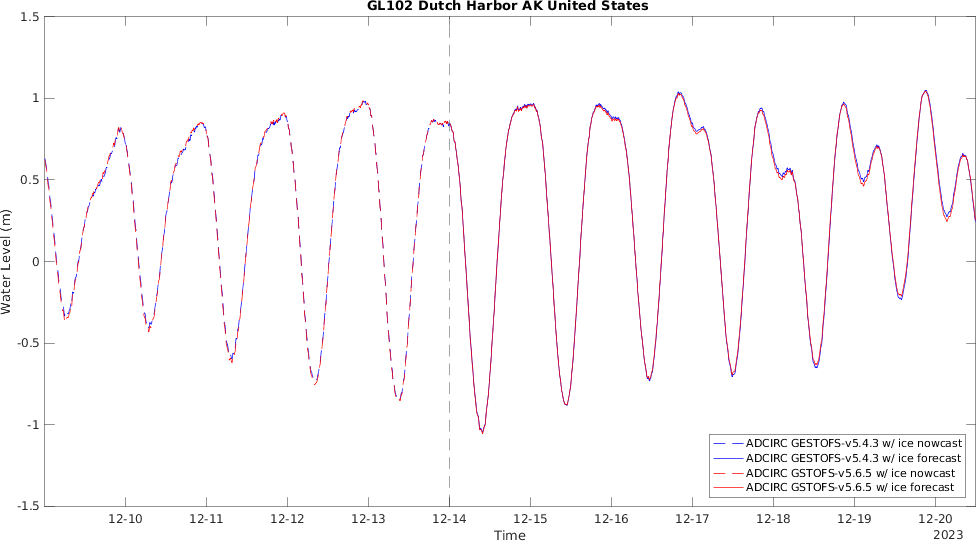 GL102 Dutch Harbor AK United States
1.5
1
0.5
0
-0.5
-1
-1.5
Water Level (m)
ADCIRC GESTOFS-v5.4.3 w/ ice nowcast
ADCIRC GESTOFS-v5.4.3 w/ ice forecast
ADCIRC GSTOFS-v5.6.5 w/ ice nowcast
ADCIRC GSTOFS-v5.6.5 w/ ice forecast
12-10 12-11 12-12 12-13 12-14 12-15 12-16 12-17 12-18 12-19 12-20
Time
2023